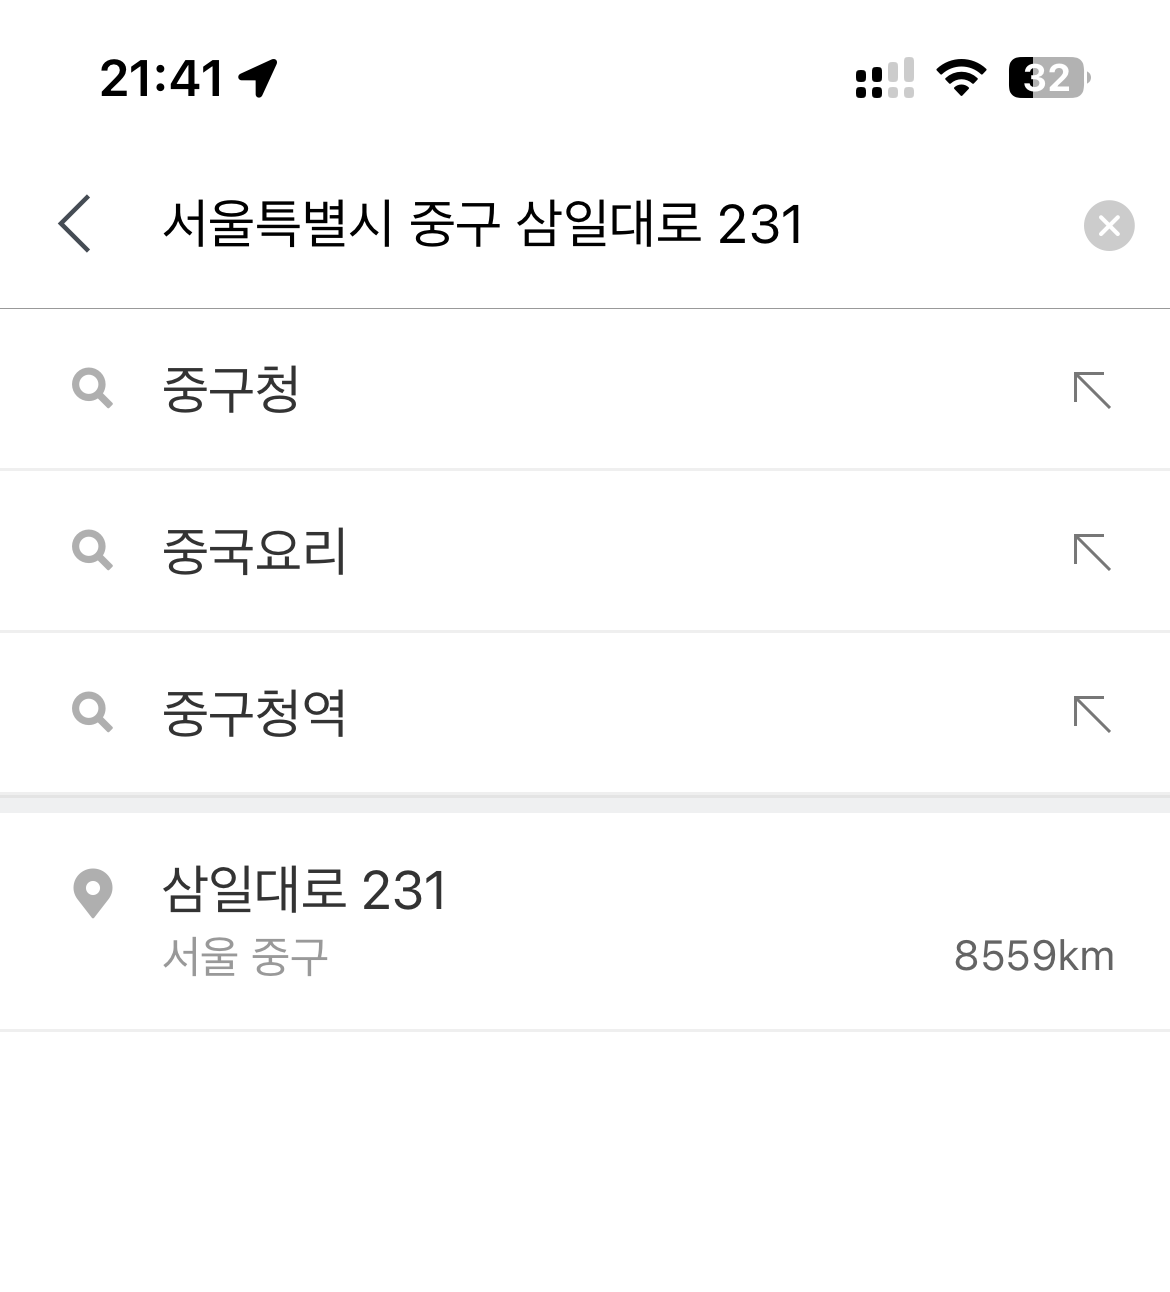 21:41
32
서울특별시 중구 삼일대로 231
중구청
중국요리
중구청역
삼일대로 231
서울 중구
8559km